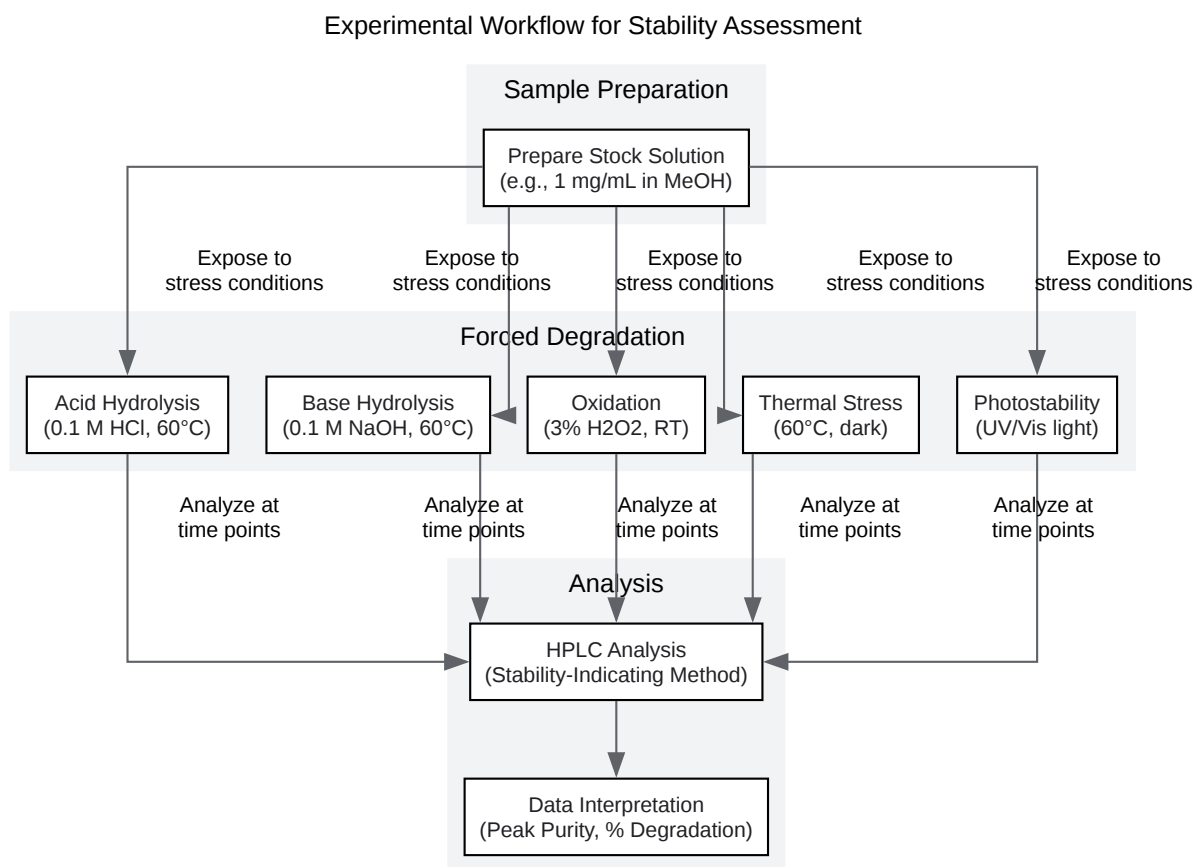 Experimental Workflow for Stability Assessment
Sample Preparation
Prepare Stock Solution
(e.g., 1 mg/mL in MeOH)
Expose to
stress conditions
Expose to
stress conditions
Expose to
stress conditions
Expose to
stress conditions
Expose to
stress conditions
Forced Degradation
Acid Hydrolysis
(0.1 M HCl, 60°C)
Base Hydrolysis
(0.1 M NaOH, 60°C)
Oxidation
(3% H2O2, RT)
Thermal Stress
(60°C, dark)
Photostability
(UV/Vis light)
Analyze at
time points
Analyze at
time points
Analyze at
time points
Analyze at
time points
Analyze at
time points
Analysis
HPLC Analysis
(Stability-Indicating Method)
Data Interpretation
(Peak Purity, % Degradation)